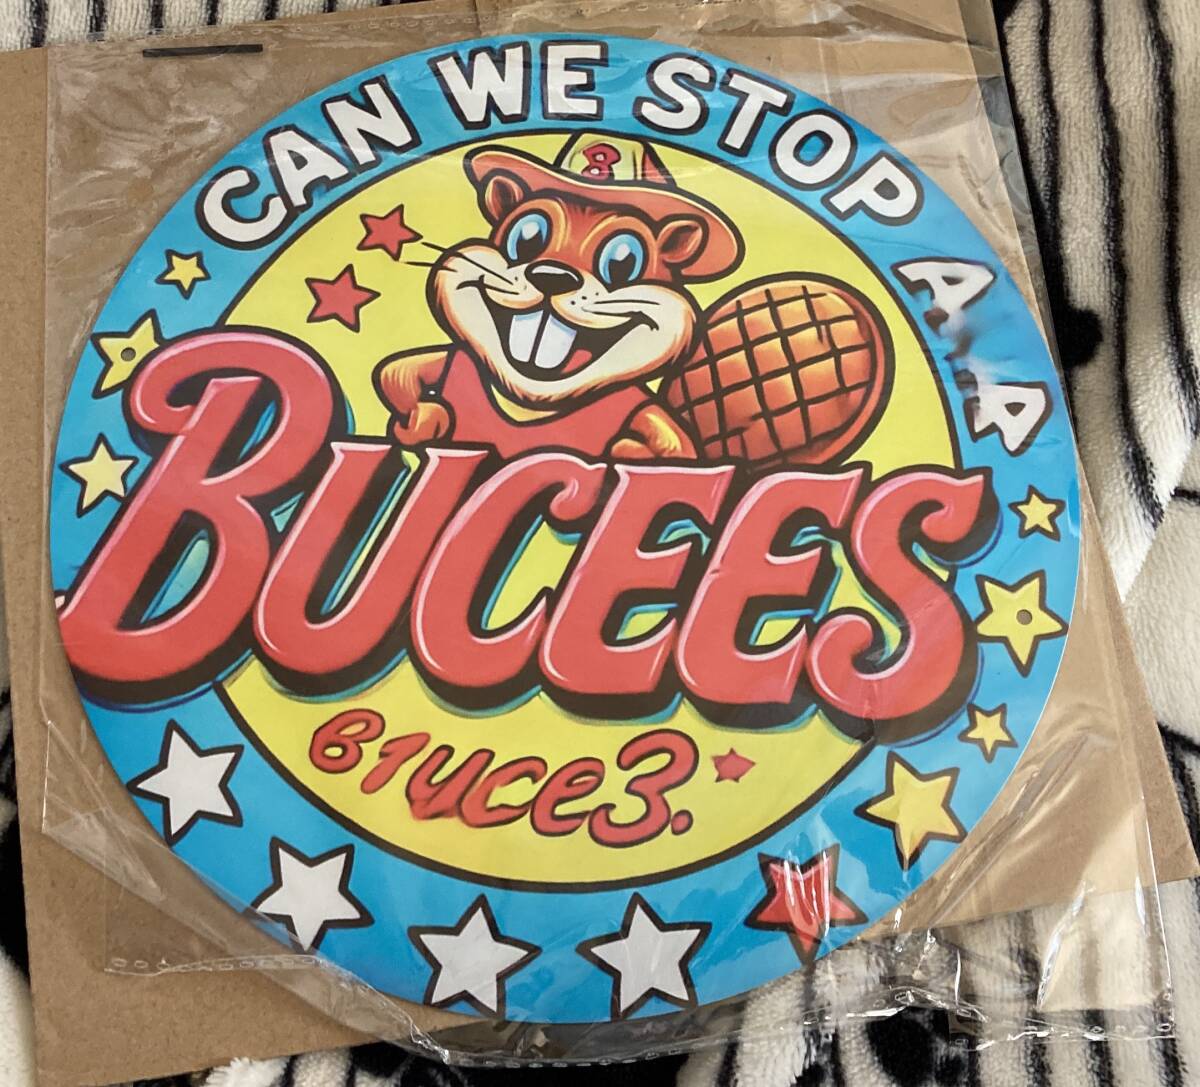 CAN WE STOP
B
BUCEES
B1uce3.